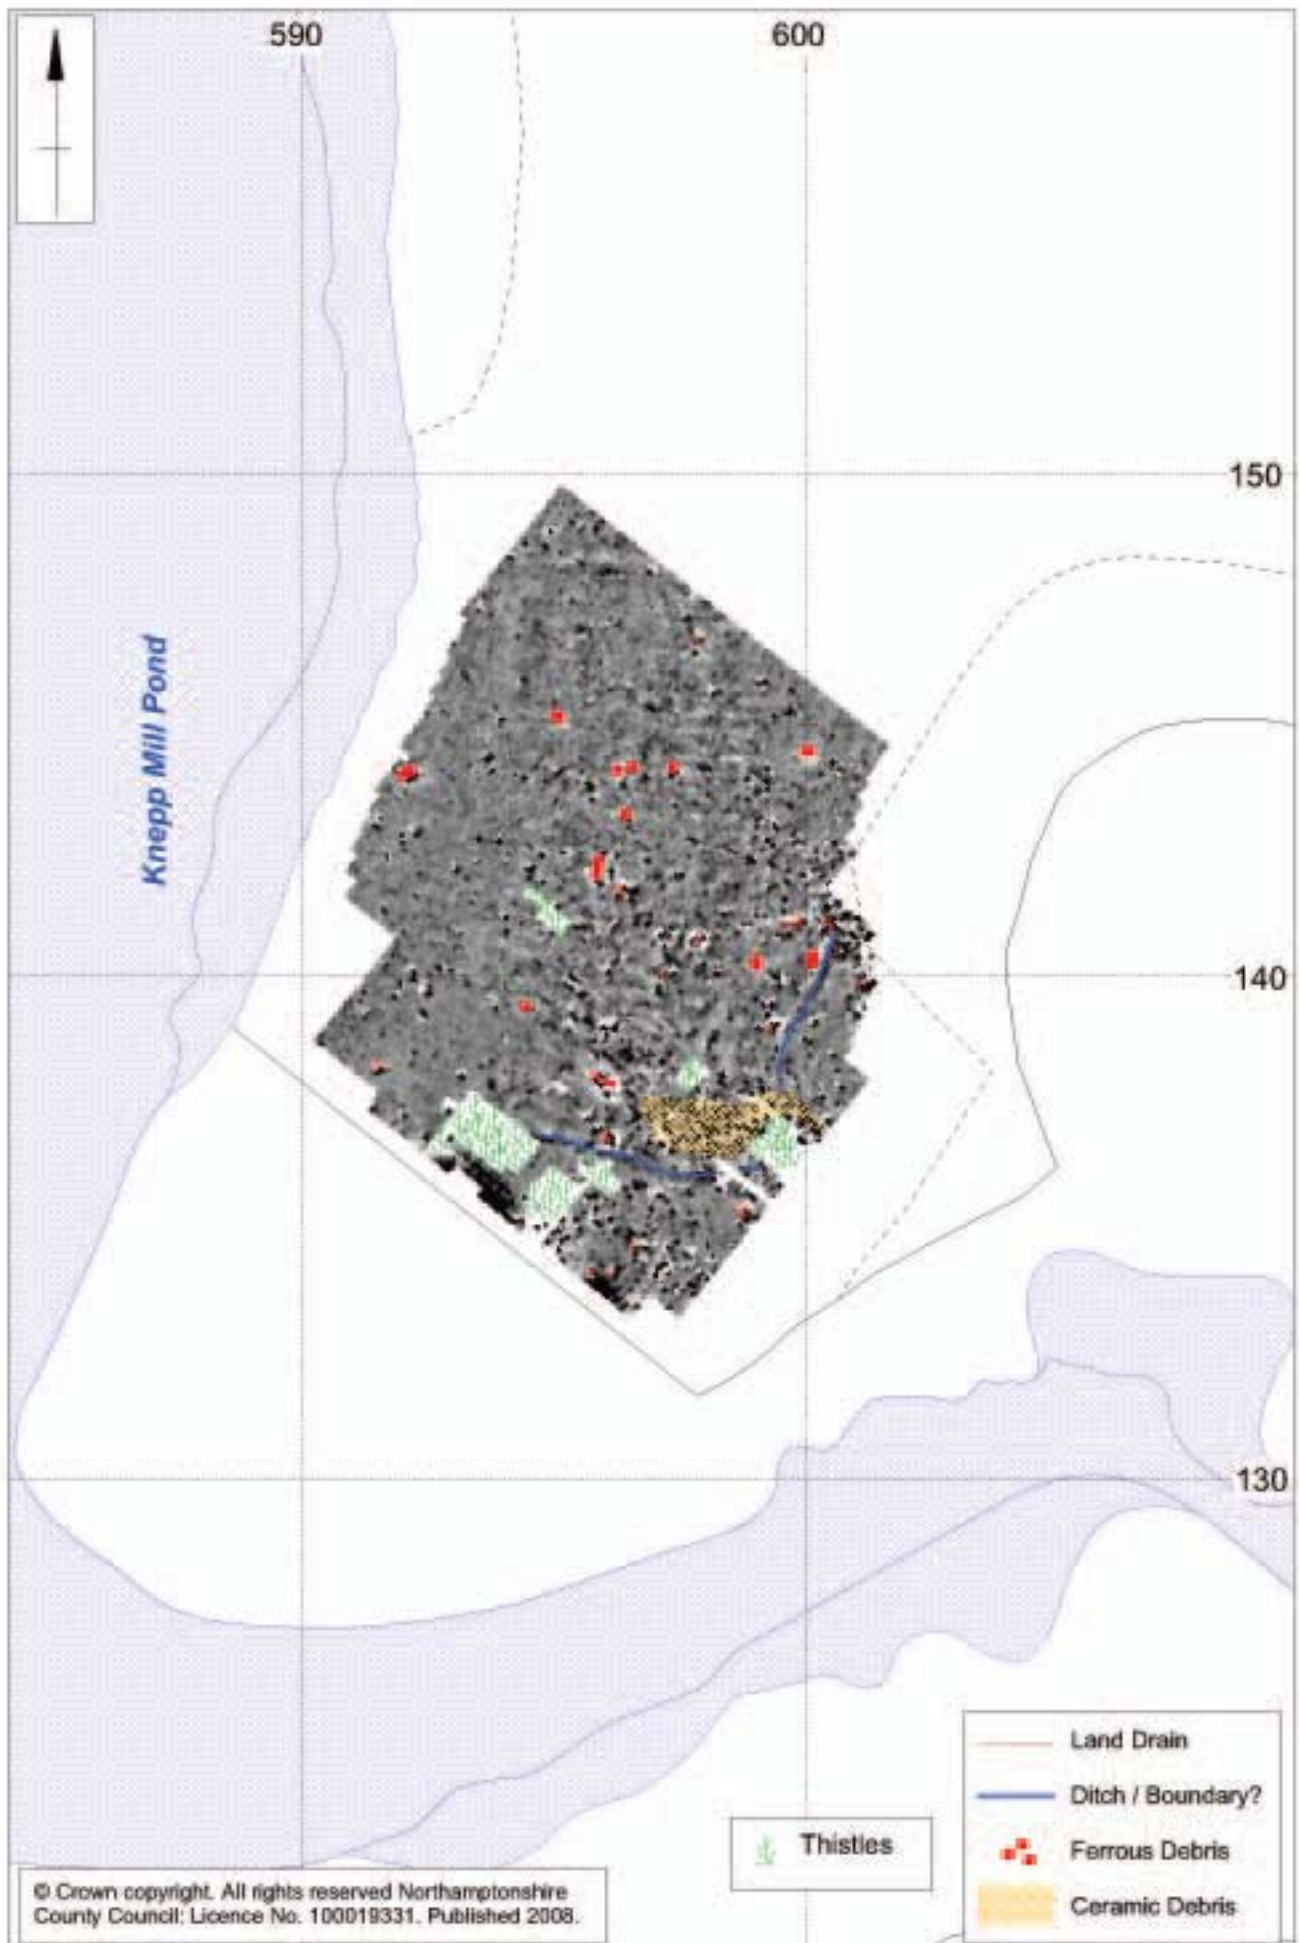 590
600
150
Knepp Mill Pond
140
130
Land Drain
Ditch / Boundary?
Thistles
Ferrous Debris
Ceramic Debris
© Crown copyright. All rights reserved Northamptonshire
County Council: Licence No. 100019331. Published 2008.